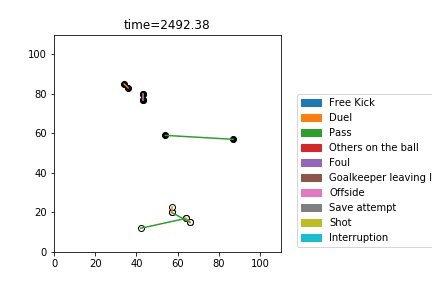 time=2492.38
100
80
60
40
20
0
0 20 40 60 80 100
Free Kick
Duel
Pass
Others on the ball
Foul
Goalkeeper leaving l
Offside
Save attempt
Shot
Interruption